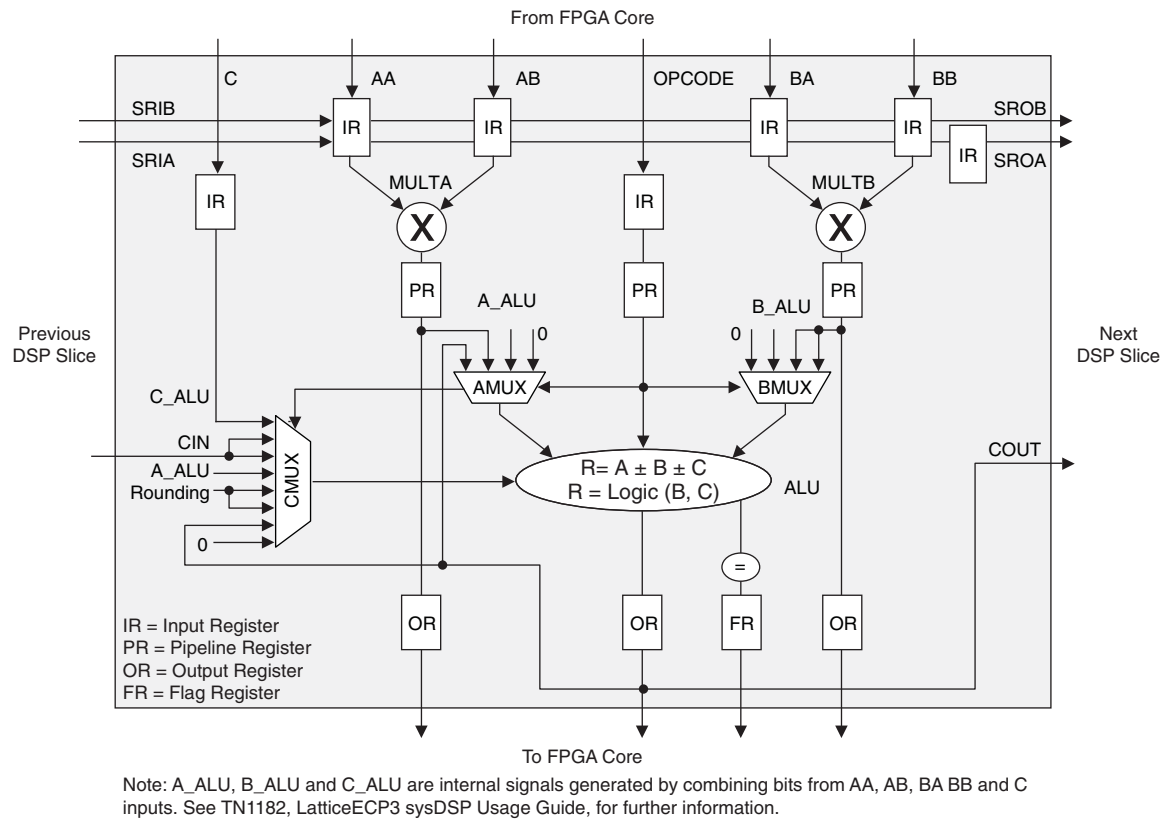 From FPGA Core
C
AA
AB
OPCODE
BA
BB
SRIB
SROB
IR
IR
IR
IR
SRIA
IR
SROA
IR
MULTA
IR
MULTB
X
X
PR
PR
PR
A_ALU
B_ALU
0
0
Previous
DSP Slice
Next
DSP Slice
AMUX
BMUX
C_ALU
CIN
A_ALU
Rounding
0
CMUX
R= A ± B ± C
R = Logic (B, C)
ALU
COUT
=
OR
OR
FR
OR
IR = Input Register
PR = Pipeline Register
OR = Output Register
FR = Flag Register
To FPGA Core
Note: A_ALU, B_ALU and C_ALU are internal signals generated by combining bits from AA, AB, BA BB and C
inputs. See TN1182, LatticeECP3 sysDSP Usage Guide, for further information.